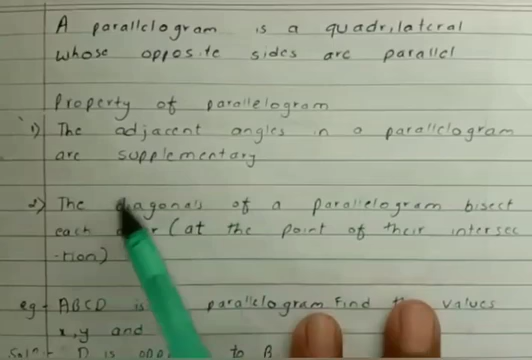 A parallelogram is a quadrilateral
whose opposite sides are parallel
Property of parallelogram
1) The adjacent angles in a parallelogram
are supplementary
2) The diagonals of a parallelogram bisect
each (at the point of their intersec
-tion)
eg - ABCD is parallelogram Find values
x, y and
Soln: D is to B